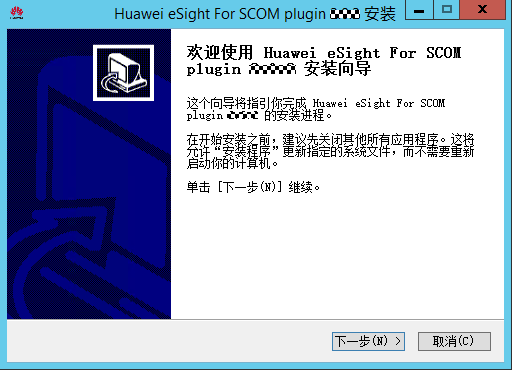 Huawei eSight For SCOM plugin 安装
欢迎使用 Huawei eSight For SCOM
plugin 安装向导
这个向导将指引你完成 Huawei eSight For SCOM
plugin 的安装进程。
在开始安装之前，建议先关闭其他所有应用程序。这将
允许“安装程序”更新指定的系统文件，而不需要重新
启动你的计算机。
单击 [下一步(N)] 继续。
下一步(N) >
取消(C)